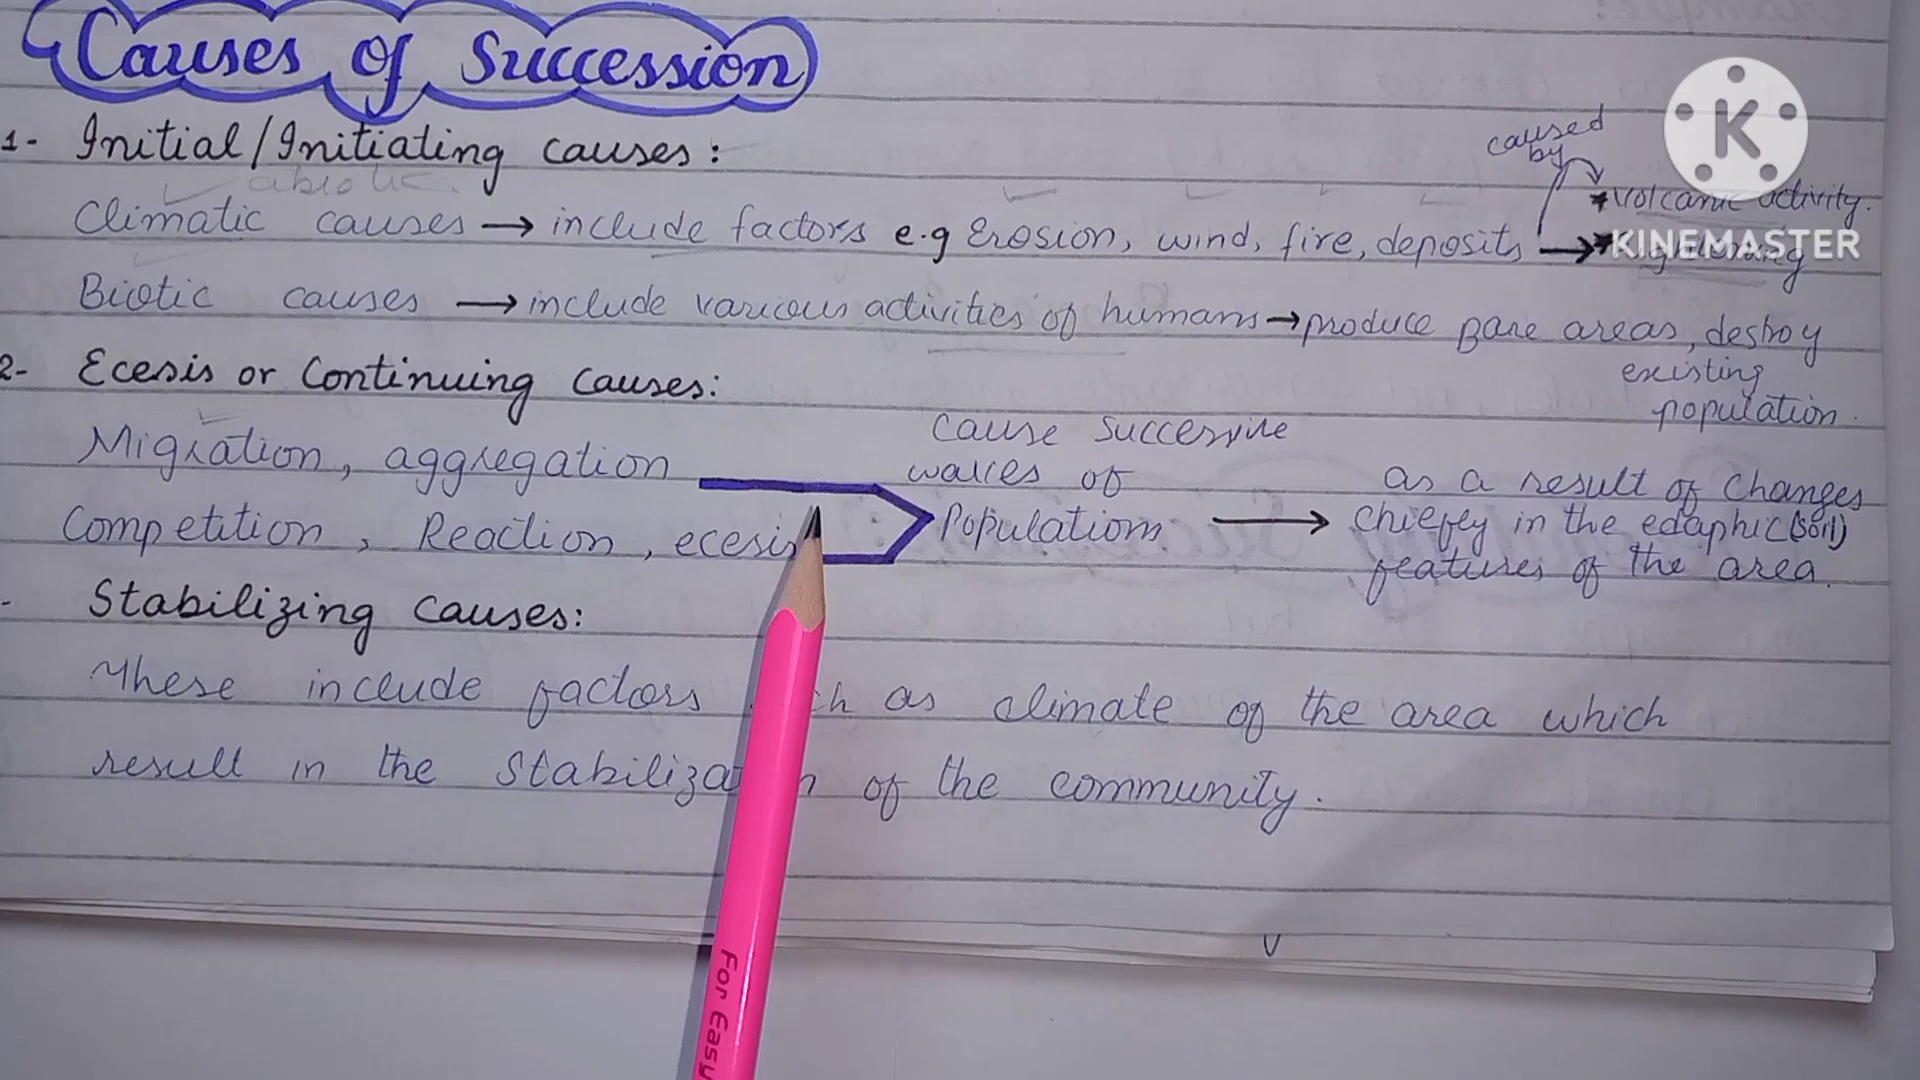 Causes of Succession
1- Initial/Initiating causes:
abiotic.
caused
by
* volcanic activity.
Climatic causes → include factors e.g Erosion, wind, fire, deposits →
K
KINEMASTER
Biotic causes → include various activities of humans → produce bare areas, destroy
existing
population.
2- Ecesis or Continuing causes:
Migration, aggregation
Competition, Reaction, ecesis
cause successive
waves of
Populations →
as a result of changes
chiefly in the edaphic (soil)
features of the area.
- Stabilizing causes:
These include factors ch as climate of the area which
result in the Stabiliza n of the community.
For Easy